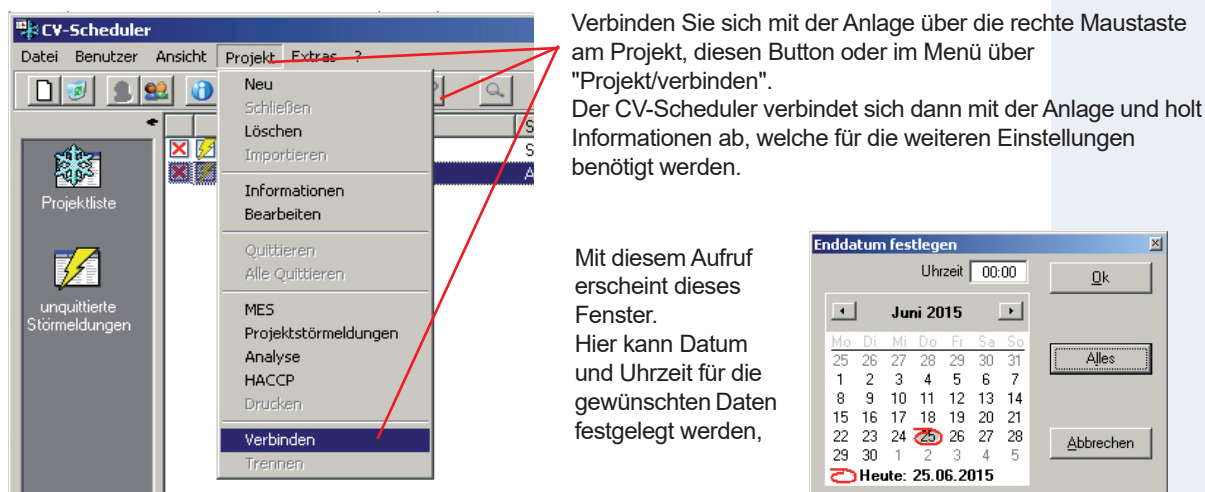 CV-Scheduler
Datei Benutzer Ansicht Projekt Extras ?
Neu
Schließen
Löschen
Importieren
Informationen
Bearbeiten
Quittieren
Alle Quittieren
MES
Projektstörmeldungen
Analyse
HACCP
Drucken
Verbinden
Trennen
Projektliste
unquittierte
Störmeldungen
S
S
A
Verbinden Sie sich mit der Anlage über die rechte Maustaste
am Projekt, diesen Button oder im Menü über
"Projekt/verbinden".
Der CV-Scheduler verbindet sich dann mit der Anlage und holt
Informationen ab, welche für die weiteren Einstellungen
benötigt werden.
Mit diesem Aufruf
erscheint dieses
Fenster.
Hier kann Datum
und Uhrzeit für die
gewünschten Daten
festgelegt werden,
Enddatum festlegen
Uhrzeit 00:00
Ok
Juni 2015
Mo Di Mi Do Fr Sa So
25 26 27 28 29 30 31
1 2 3 4 5 6 7
8 9 10 11 12 13 14
15 16 17 18 19 20 21
22 23 24 25 26 27 28
29 30 1 2 3 4 5
Heute: 25.06.2015
Alles
Abbrechen